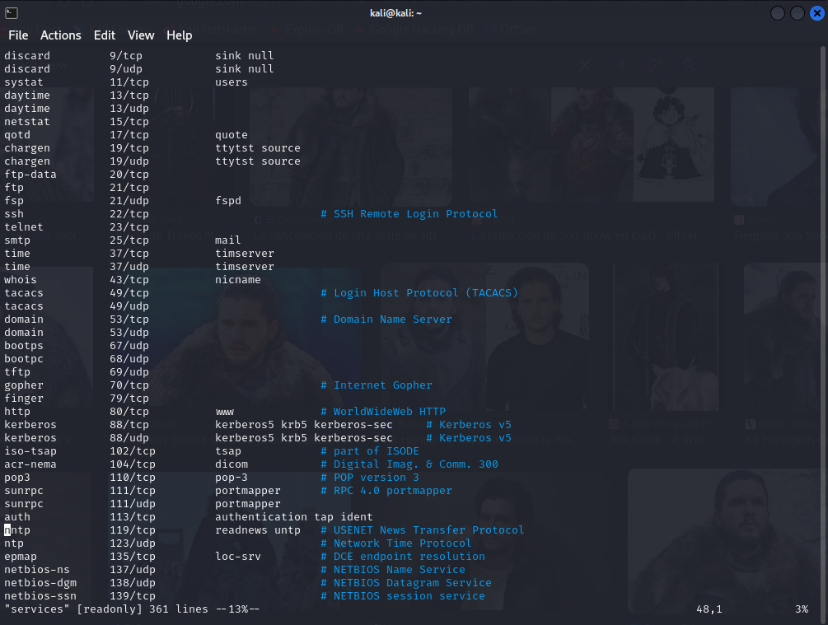 kali@kali: ~
File Actions Edit View Help
discard 9/tcp sink null
discard 9/udp sink null
systat 11/tcp users
daytime 13/tcp
daytime 13/udp
netstat 15/tcp
qotd 17/tcp quote
chargen 19/tcp ttytst source
chargen 19/udp ttytst source
ftp-data 20/tcp
ftp 21/tcp
fsp 21/udp fspd
ssh 22/tcp # SSH Remote Login Protocol
telnet 23/tcp
smtp 25/tcp mail
time 37/tcp timserver
time 37/udp timserver
whois 43/tcp nicname
tacacs 49/tcp # Login Host Protocol (TACACS)
tacacs 49/udp
domain 53/tcp # Domain Name Server
domain 53/udp
bootps 67/udp
bootpc 68/udp
tftp 69/udp
gopher 70/tcp # Internet Gopher
finger 79/tcp
http 80/tcp www # WorldWideWeb HTTP
kerberos 88/tcp kerberos5 krb5 kerberos-sec # Kerberos v5
kerberos 88/udp kerberos5 krb5 kerberos-sec # Kerberos v5
iso-tsap 102/tcp tsap # part of ISODE
acr-nema 104/tcp dicom # Digital Imag. & Comm. 300
pop3 110/tcp pop-3 # POP version 3
sunrpc 111/tcp portmapper # RPC 4.0 portmapper
sunrpc 111/udp portmapper
auth 113/tcp authentication tap ident
nntp 119/tcp readnews untp # USENET News Transfer Protocol
ntp 123/udp # Network Time Protocol
epmap 135/tcp loc-srv # DCE endpoint resolution
netbios-ns 137/udp # NETBIOS Name Service
netbios-dgm 138/udp # NETBIOS Datagram Service
netbios-ssn 139/tcp # NETBIOS session service
"services" [readonly] 361 lines --13%-- 48,1 3%